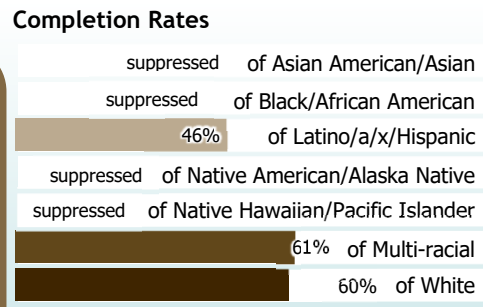 Completion Rates
suppressed of Asian American/Asian
suppressed of Black/African American
46% of Latino/a/x/Hispanic
suppressed of Native American/Alaska Native
suppressed of Native Hawaiian/Pacific Islander
61% of Multi-racial
60% of White